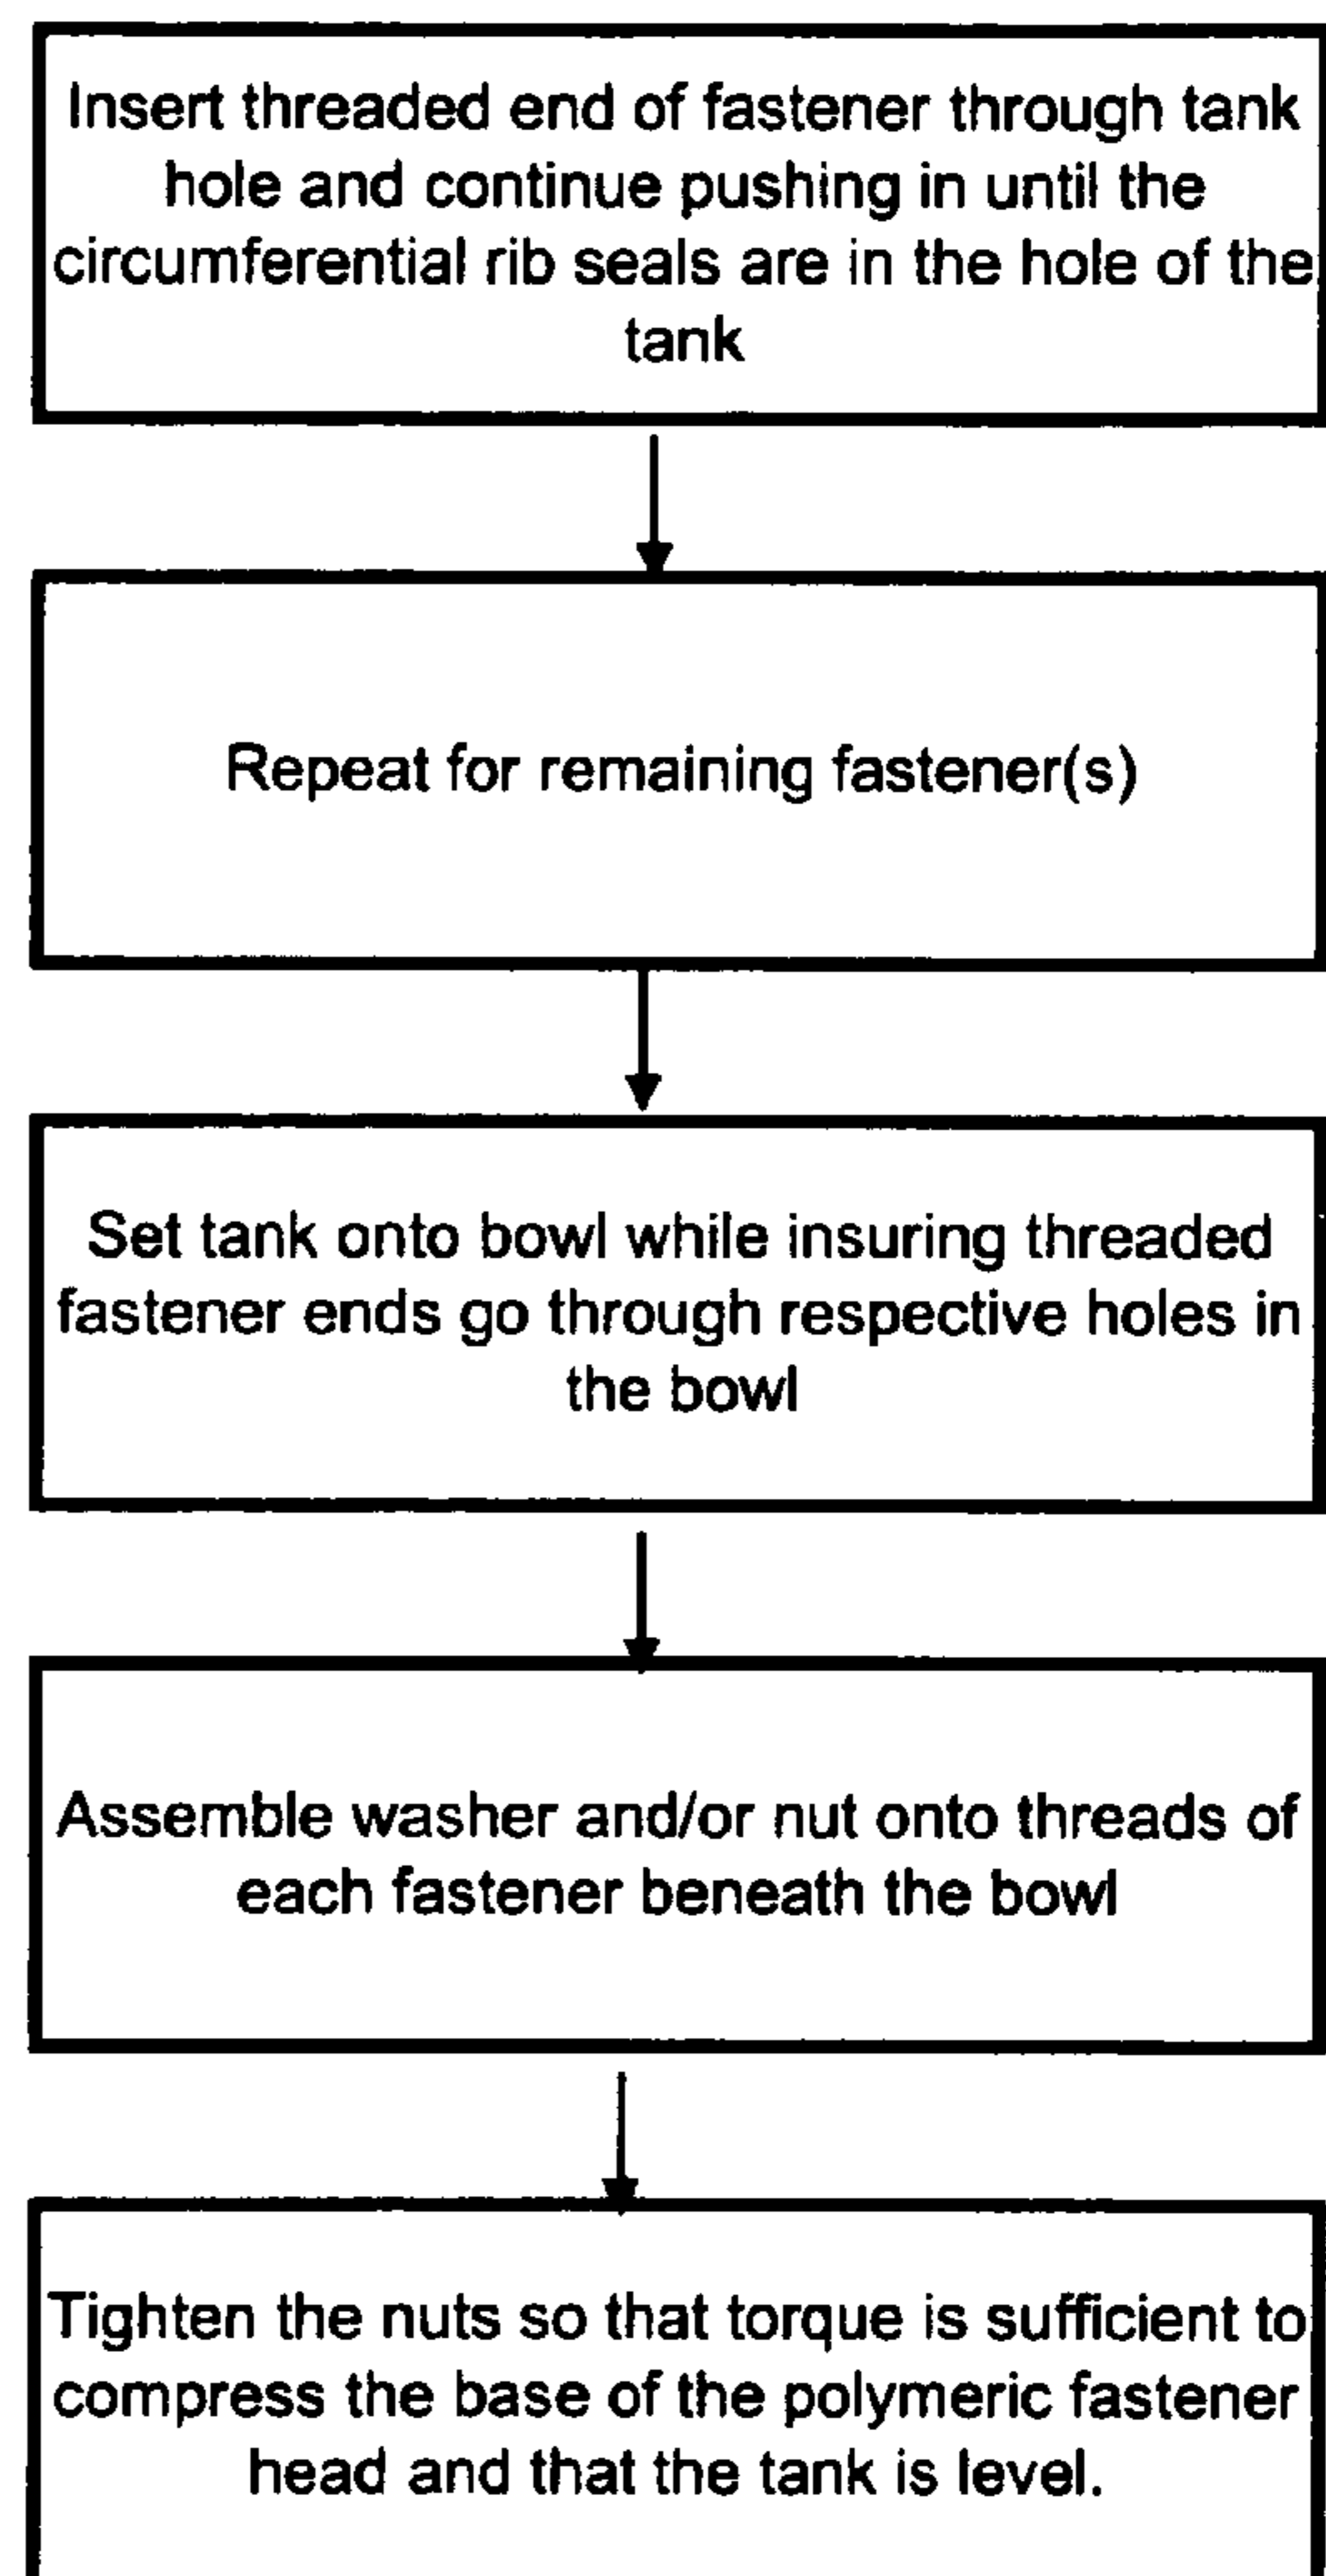 Insert threaded end of fastener through tank
hole and continue pushing in until the
circumferential rib seals are in the hole of the
tank
Repeat for remaining fastener(s)
Set tank onto bowl while insuring threaded
fastener ends go through respective holes in
the bowl
Assemble washer and/or nut onto threads of
each fastener beneath the bowl
Tighten the nuts so that torque is sufficient to
compress the base of the polymeric fastener
head and that the tank is level.